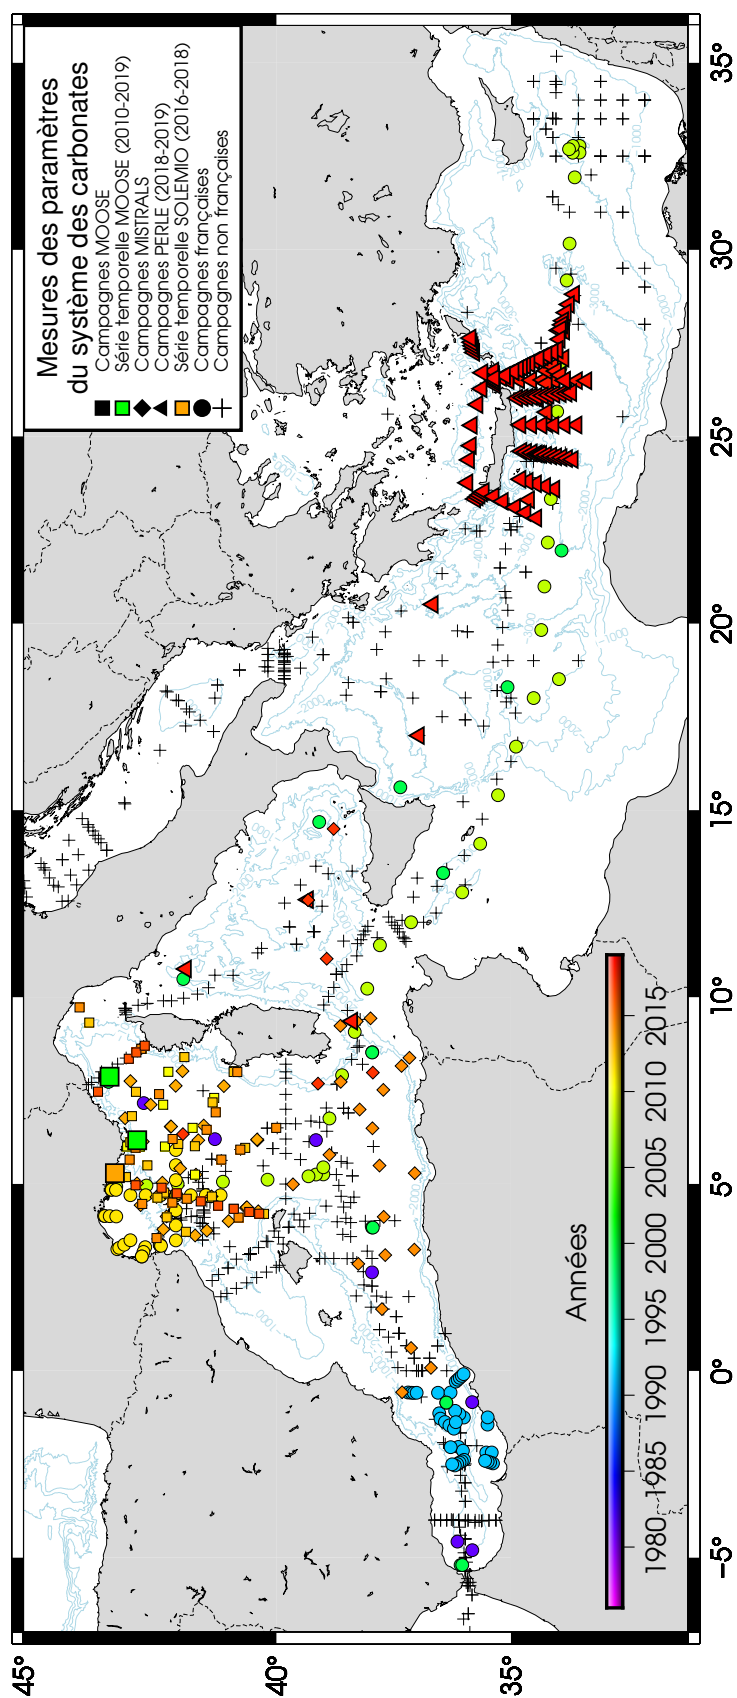 Mesures des paramètres
du système des carbonates
Campagnes MOOSE
Série temporelle MOOSE (2010-2019)
Campagnes MISTRALS
Campagnes PERLE (2018-2019)
Série temporelle SOLEMIO (2016-2018)
Campagnes françaises
Campagnes non françaises
45°
40°
35°
−5°
0°
5°
10°
15°
20°
25°
30°
35°
Années
1980
1985
1990
1995
2000
2005
2010
2015